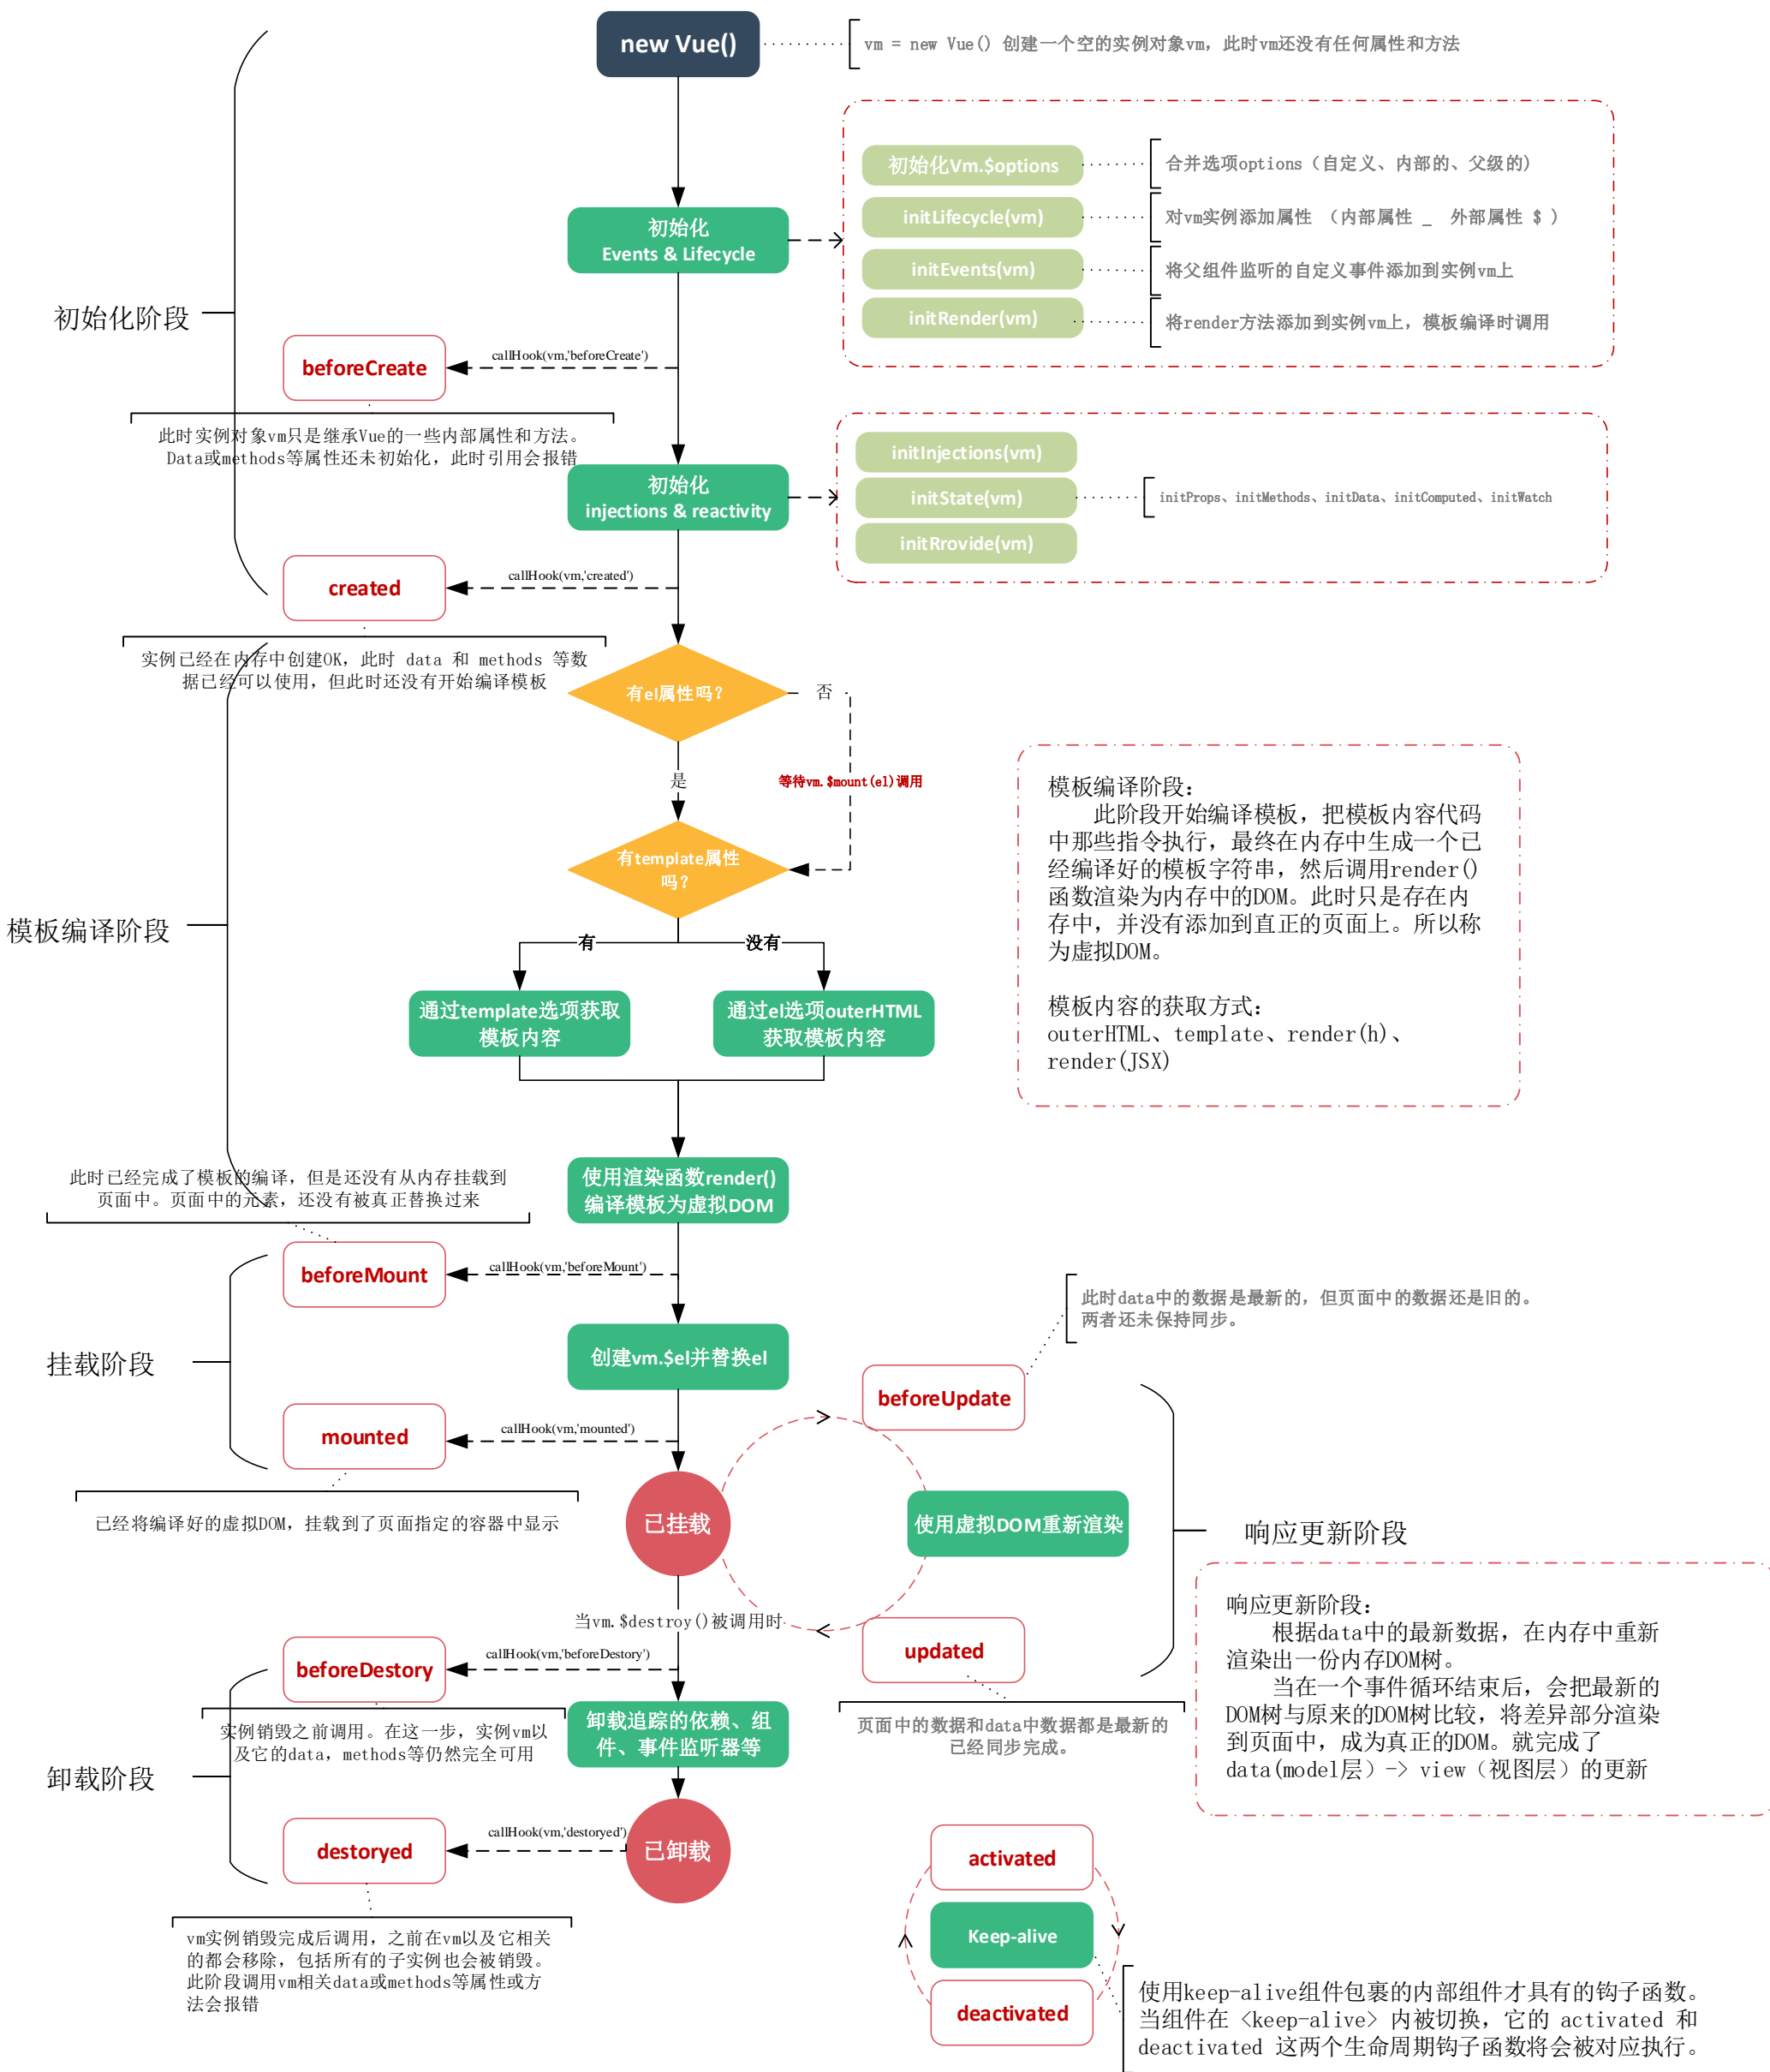 new Vue()
vm = new Vue() 创建一个空的实例对象vm，此时vm还没有任何属性和方法
初始化Vm.$options
合并选项options（自定义、内部的、父级的)
initLifecycle(vm)
对vm实例添加属性 （内部属性 _ 外部属性 $ ）
initEvents(vm)
将父组件监听的自定义事件添加到实例vm上
initRender(vm)
将render方法添加到实例vm上，模板编译时调用
初始化
Events & Lifecycle
初始化阶段
beforeCreate
callHook(vm,'beforeCreate')
此时实例对象vm只是继承Vue的一些内部属性和方法。
Data或methods等属性还未初始化，此时引用会报错
初始化
injections & reactivity
initInjections(vm)
initState(vm)
initProps、initMethods、initData、initComputed、initWatch
initRrovide(vm)
created
callHook(vm,'created')
实例已经在内存中创建OK，此时 data 和 methods 等数
据已经可以使用，但此时还没有开始编译模板
有el属性吗？
否
是
等待vm.$mount(el)调用
有template属性
吗？
模板编译阶段：
此阶段开始编译模板，把模板内容代码
中那些指令执行，最终在内存中生成一个已
经编译好的模板字符串，然后调用render()
函数渲染为内存中的DOM。此时只是存在内
存中，并没有添加到直正的页面上。所以称
为虚拟DOM。
模板内容的获取方式：
outerHTML、template、render(h)、
render(JSX)
模板编译阶段
有
没有
通过template选项获取
模板内容
通过el选项outerHTML
获取模板内容
此时已经完成了模板的编译，但是还没有从内存挂载到
页面中。页面中的元素，还没有被真正替换过来
使用渲染函数render()
编译模板为虚拟DOM
beforeMount
callHook(vm,'beforeMount')
此时data中的数据是最新的，但页面中的数据还是旧的。
两者还未保持同步。
挂载阶段
创建vm.$el并替换el
beforeUpdate
mounted
callHook(vm,'mounted')
已经将编译好的虚拟DOM，挂载到了页面指定的容器中显示
已挂载
使用虚拟DOM重新渲染
响应更新阶段
当vm.$destroy()被调用时
updated
响应更新阶段：
根据data中的最新数据，在内存中重新
渲染出一份内存DOM树。
当在一个事件循环结束后，会把最新的
DOM树与原来的DOM树比较，将差异部分渲染
到页面中，成为真正的DOM。就完成了
data(model层）-> view（视图层）的更新
beforeDestory
callHook(vm,'beforeDestory')
实例销毁之前调用。在这一步，实例vm以
及它的data，methods等仍然完全可用
卸载追踪的依赖、组
件、事件监听器等
页面中的数据和data中数据都是最新的
已经同步完成。
卸载阶段
destoryed
callHook(vm,'destoryed')
已卸载
vm实例销毁完成后调用，之前在vm以及它相关
的都会移除，包括所有的子实例也会被销毁。
此阶段调用vm相关data或methods等属性或方
法会报错
activated
Keep-alive
deactivated
使用keep-alive组件包裹的内部组件才具有的钩子函数。
当组件在 <keep-alive> 内被切换，它的 activated 和
deactivated 这两个生命周期钩子函数将会被对应执行。